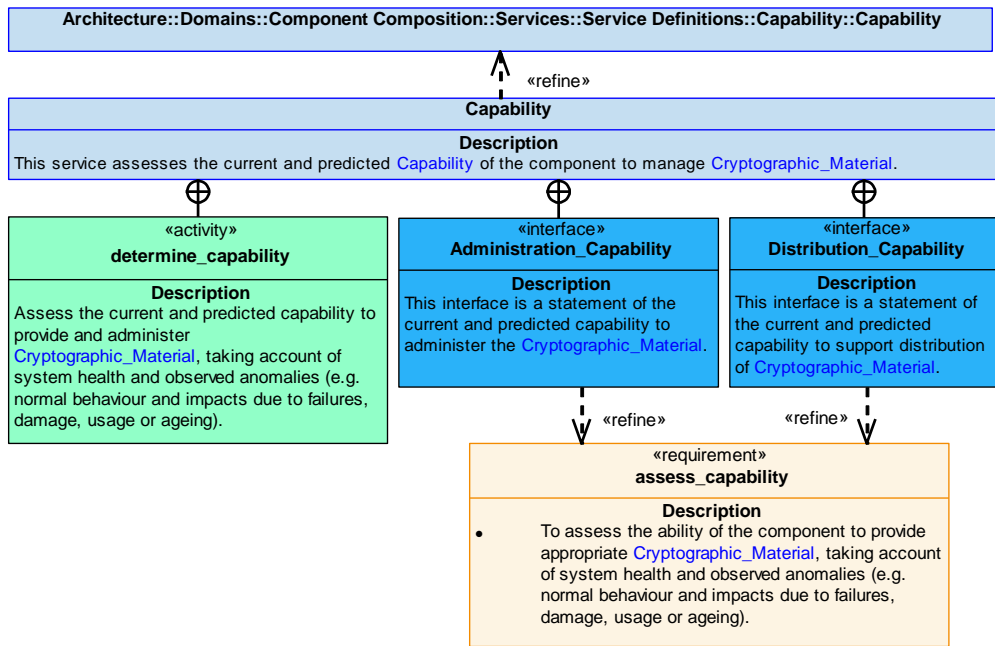 Architecture::Domains::Component Composition::Services::Service Definitions::Capability::Capability
«refine»
Capability
Description
This service assesses the current and predicted Capability of the component to manage Cryptographic_Material.
«activity»
determine_capability
Description
Assess the current and predicted capability to
provide and administer
Cryptographic_Material, taking account of
system health and observed anomalies (e.g.
normal behaviour and impacts due to failures,
damage, usage or ageing).
«interface»
Administration_Capability
Description
This interface is a statement of the
current and predicted capability to
administer the Cryptographic_Material.
«interface»
Distribution_Capability
Description
This interface is a statement of
the current and predicted
capability to support distribution
of Cryptographic_Material.
«refine»
«refine»
«requirement»
assess_capability
Description
• To assess the ability of the component to provide
appropriate Cryptographic_Material, taking account
of system health and observed anomalies (e.g.
normal behaviour and impacts due to failures,
damage, usage or ageing).